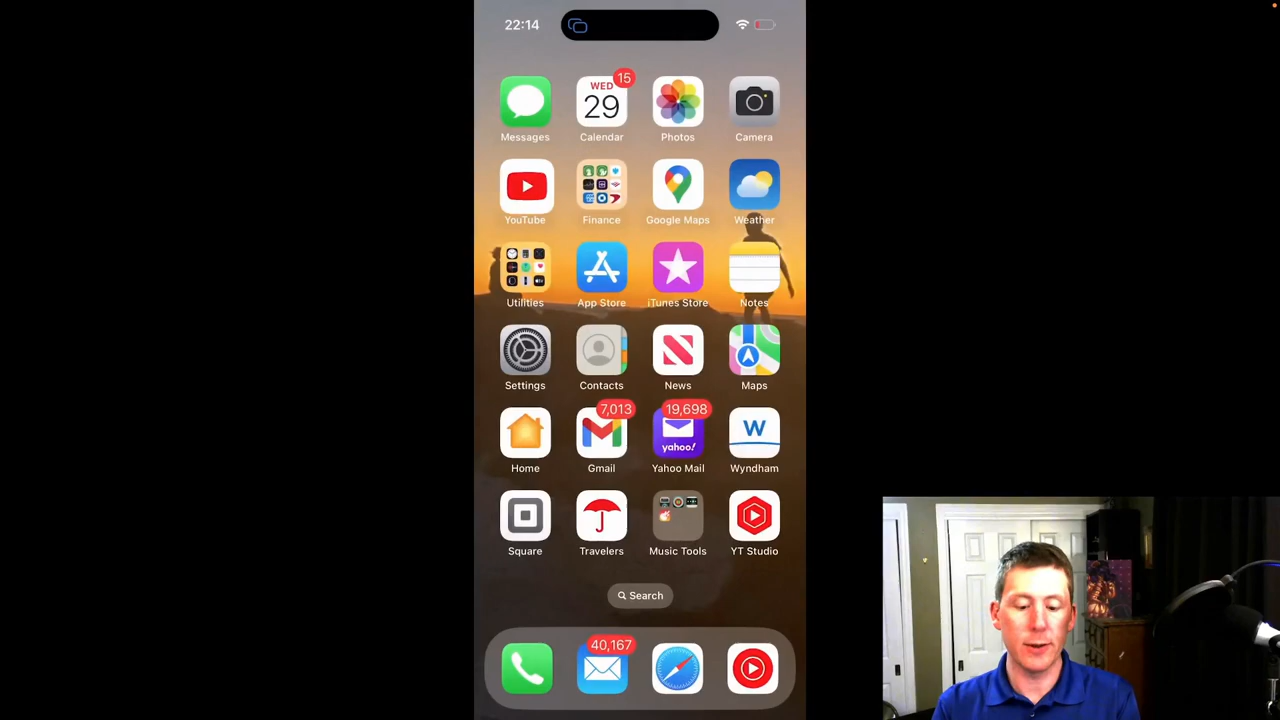 22:14
15
WED
29
Messages
Calendar
Photos
Camera
YouTube
Finance
Google Maps
Weather
Utilities
App Store
iTunes Store
Notes
Settings
Contacts
News
Maps
7,013
19,698
yahoo!
W
Home
Gmail
Yahoo Mail
Wyndham
Square
Travelers
Music Tools
YT Studio
Search
40,167